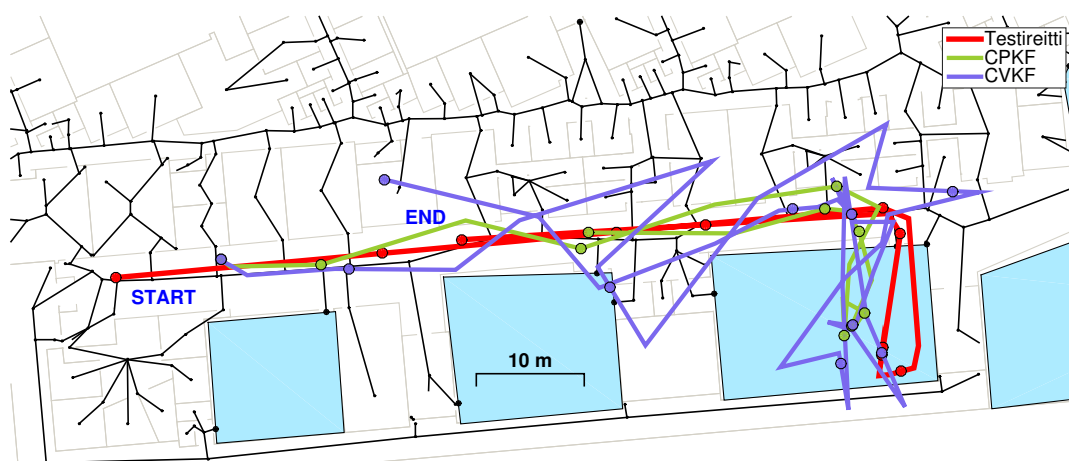 Testireitti
CPKF
CVKF
END
START
10 m